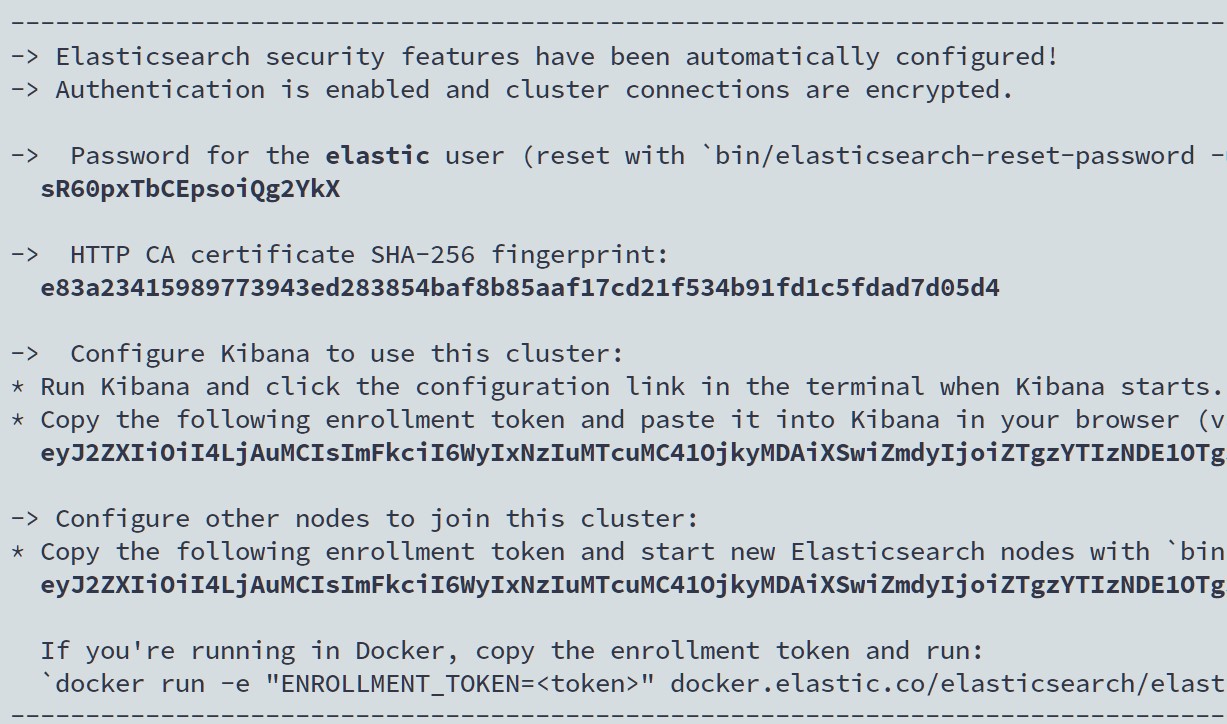 -> Elasticsearch security features have been automatically configured!
-> Authentication is enabled and cluster connections are encrypted.
->  Password for the elastic user (reset with `bin/elasticsearch-reset-password -
sR60pxTbCEpsoiQg2YkX
->  HTTP CA certificate SHA-256 fingerprint:
e83a23415989773943ed283854baf8b85aaf17cd21f534b91fd1c5fdad7d05d4
->  Configure Kibana to use this cluster:
* Run Kibana and click the configuration link in the terminal when Kibana starts.
* Copy the following enrollment token and paste it into Kibana in your browser (v
eyJ2ZXIiOiI4LjAuMCIsImFkciI6WyIxNzIuMTcuMC41OjkyMDAiXSwiZmdyIjoiZTgzYTIzNDE1OTg
-> Configure other nodes to join this cluster:
* Copy the following enrollment token and start new Elasticsearch nodes with `bin
eyJ2ZXIiOiI4LjAuMCIsImFkciI6WyIxNzIuMTcuMC41OjkyMDAiXSwiZmdyIjoiZTgzYTIzNDE1OTg
If you're running in Docker, copy the enrollment token and run:
`docker run -e "ENROLLMENT_TOKEN=<token>" docker.elastic.co/elasticsearch/elast